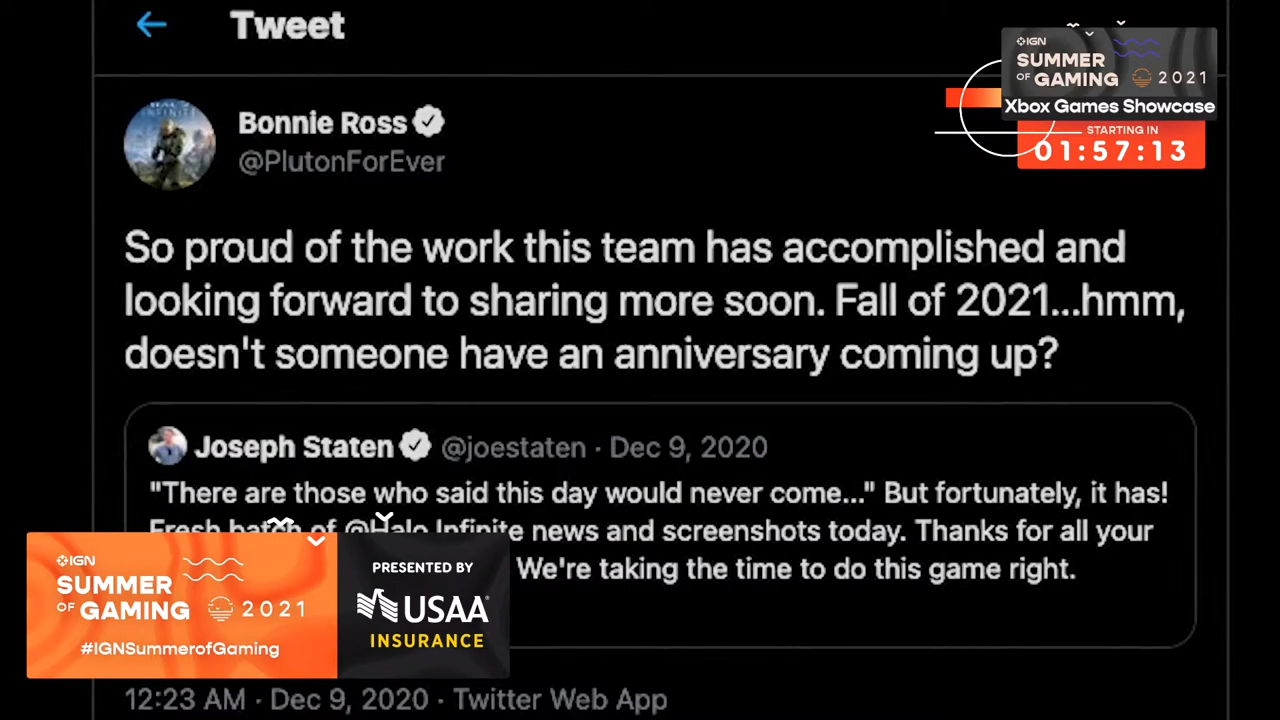 Tweet
IGN
SUMMER
OF GAMING 2021
Xbox Games Showcase
STARTING IN
01:57:13
Bonnie Ross
@PlutonForEver
So proud of the work this team has accomplished and
looking forward to sharing more soon. Fall of 2021...hmm,
doesn't someone have an anniversary coming up?
Joseph Staten @joestaten · Dec 9, 2020
"There are those who said this day would never come..." But fortunately, it has!
Fresh batch of @Halo Infinite news and screenshots today. Thanks for all your
We're taking the time to do this game right.
IGN
SUMMER
OF GAMING 2021
#IGNSummerofGaming
PRESENTED BY
USAA
INSURANCE
12:23 AM · Dec 9, 2020 · Twitter Web App